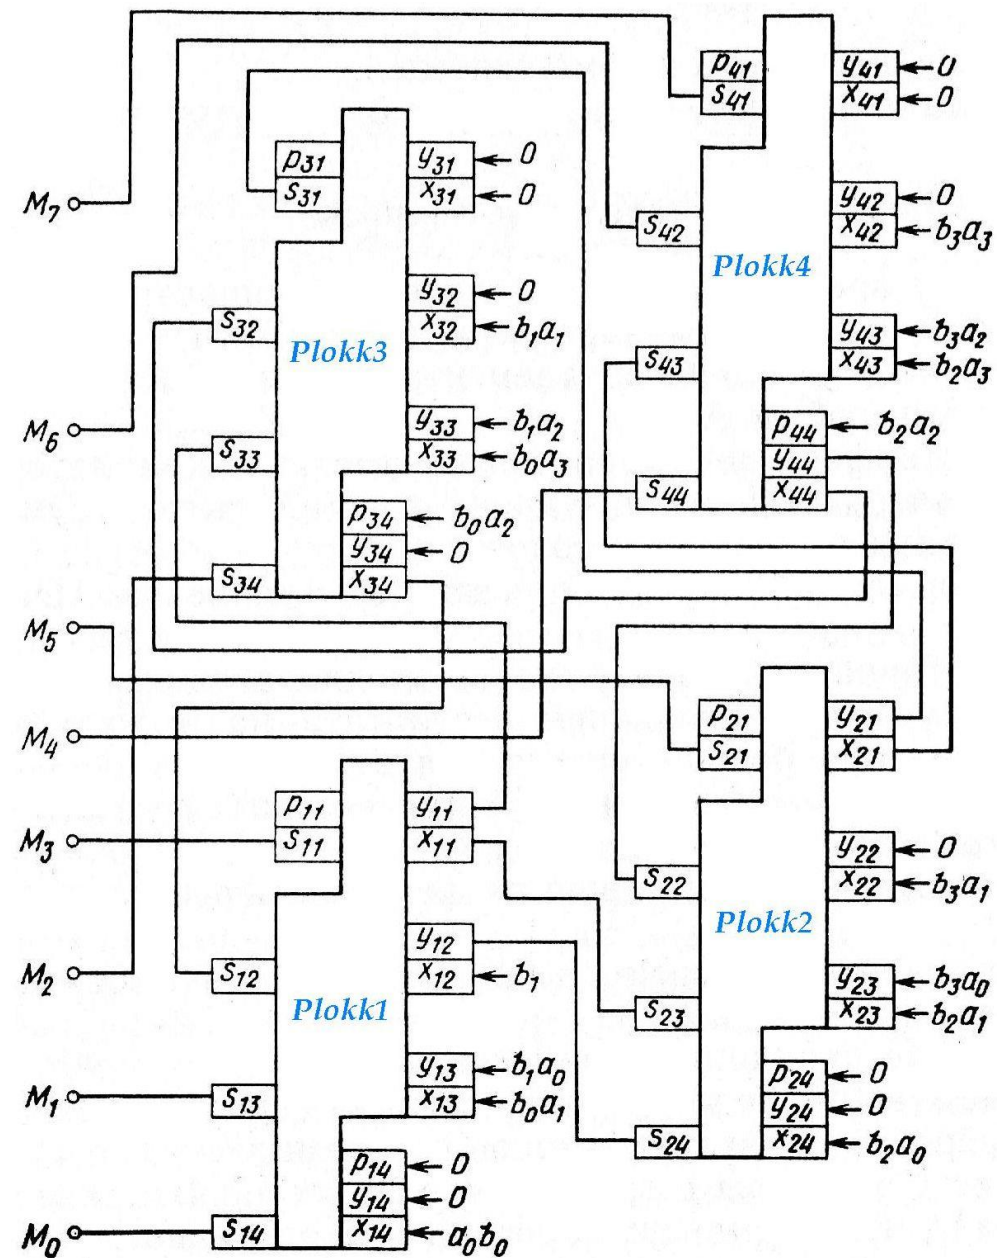 P41
S41
y41
x41
0
0
M7
P31
S31
y31
x31
0
0
S42
y42
x42
0
b3a3
Plokk4
S32
y32
x32
0
b1a1
Plokk3
S43
y43
x43
b3a2
b2a3
M6
S33
y33
x33
b1a2
b0a3
P44
y44
x44
b2a2
S44
P34
y34
x34
b0a2
0
S34
M5
M4
P21
S21
y21
x21
P11
S11
y11
x11
M3
S22
y22
x22
0
b3a1
Plokk2
M2
S12
y12
x12
b1
Plokk1
S23
y23
x23
b3a0
b2a1
M1
S13
y13
x13
b1a0
b0a1
P24
y24
x24
0
0
b2a0
S24
P14
y14
x14
0
0
a0b0
M0
S14